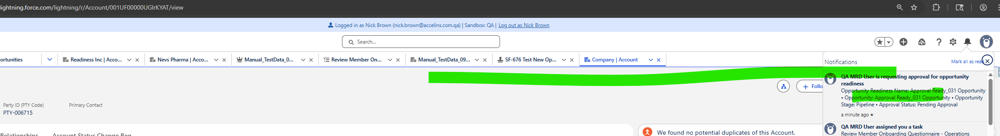 lightning.force.com/lightning/r/Account/001UF00000UGIrKYAT/view
Logged in as Nick Brown (nick.brown@accelins.com.qa) | Sandbox: QA | Log out as Nick Brown
Search...
ortunities
Readiness Inc | Acco...
Nevs Pharma | Acco...
Manual_TestData_0...
Review Member On...
Manual_TestData_09...
SF-676 Test New Op...
Company | Account
Notifications
Mark all as read
QA MRD User is requesting approval for opportunity
readiness
Opportunity Readiness Name: Approval Ready_031 Opportunity
• Opportunity: Approval Ready_031 Opportunity • Opportunity
Stage: Pipeline • Approval Status: Pending Approval
a minute ago •
QA MRD User assigned you a task
Review Member Onboarding Questionnaire - Operations
+ Follo
Party ID (PTY Code)
Primary Contact
PTY-006715
Relationships
Account Status Change Req
We found no potential duplicates of this Account.